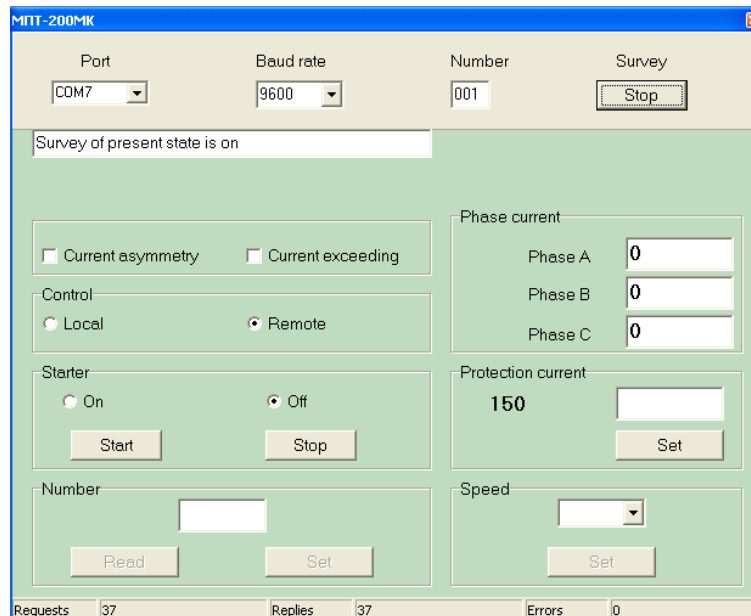 МПТ-200МК
Port Baud rate Number Survey
COM7 9600 001 Stop
Survey of present state is on
Phase current
Current asymmetry Current exceeding Phase A 0
Control Phase B 0
Local Remote Phase C 0
Starter Protection current
On Off 150
Start Stop Set
Number Speed
Read Set Set
Requests 37 Replies 37 Errors 0